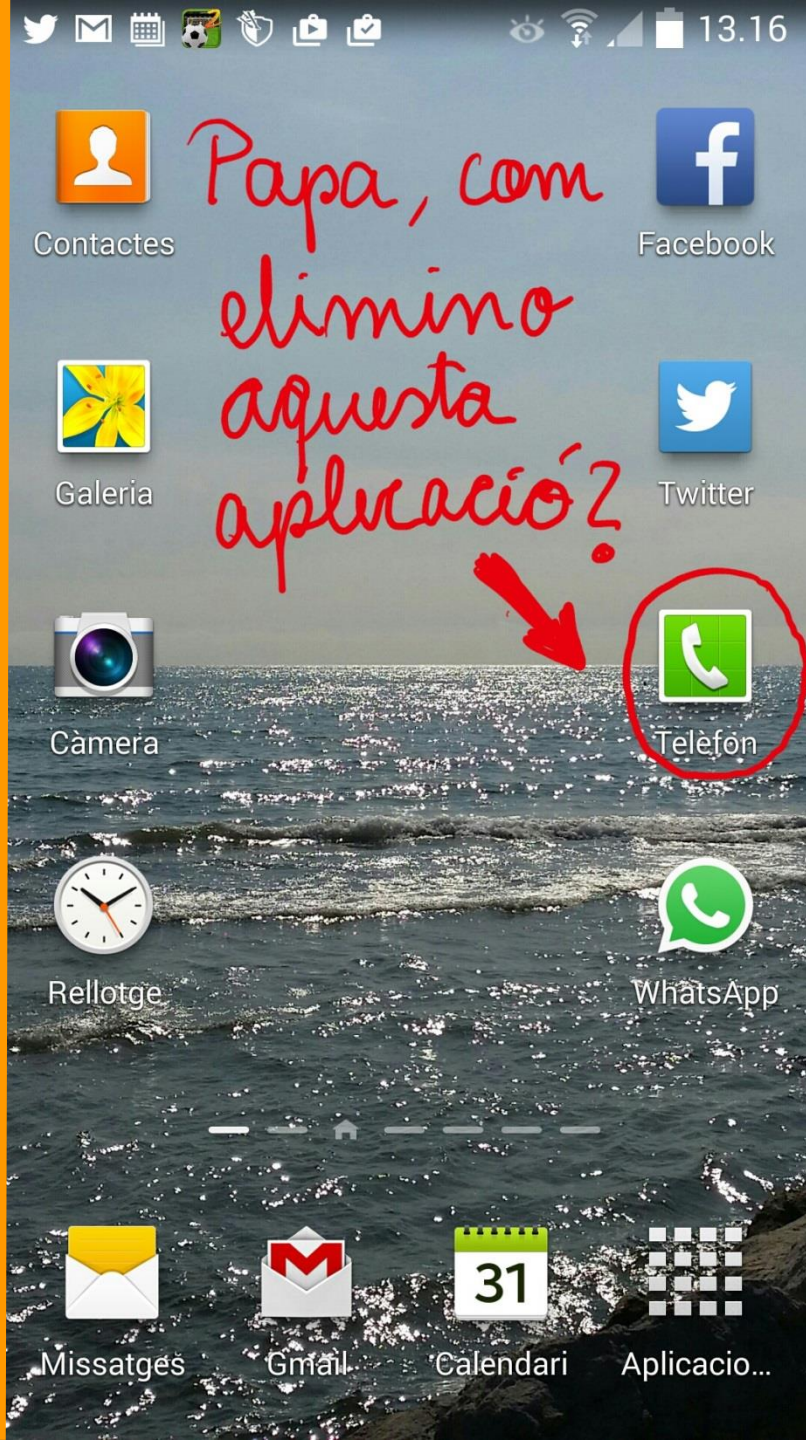 13.16
Papa, com
elimino
aquesta
aplicació?
Contactes
Facebook
Galeria
Twitter
Càmera
Telèfon
Rellotge
WhatsApp
31
Missatges
Gmail
Calendari
Aplicacio...